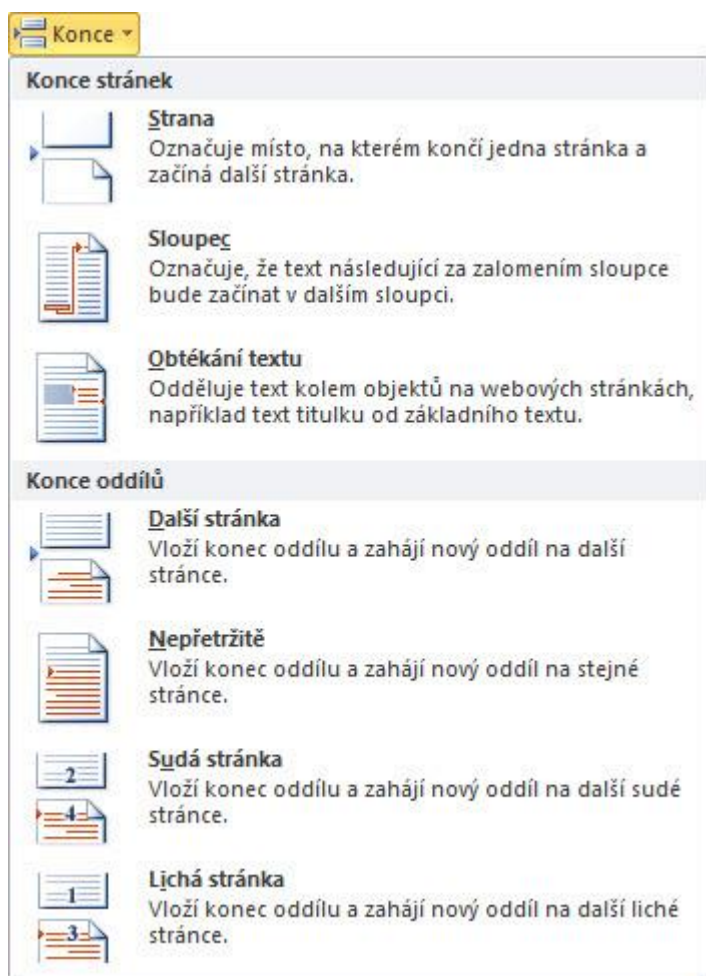 Konce
Konce stránek
Strana
Označuje místo, na kterém končí jedna stránka a
začíná další stránka.
Sloupec
Označuje, že text následující za zalomením sloupce
bude začínat v dalším sloupci.
Obtékání textu
Odděluje text kolem objektů na webových stránkách,
například text titulku od základního textu.
Konce oddílů
Další stránka
Vloží konec oddílu a zahájí nový oddíl na další
stránce.
Nepřetržitě
Vloží konec oddílu a zahájí nový oddíl na stejné
stránce.
Sudá stránka
2
Vloží konec oddílu a zahájí nový oddíl na další sudé
4
stránce.
Lichá stránka
1
Vloží konec oddílu a zahájí nový oddíl na další liché
3
stránce.